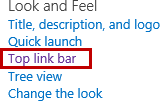 Look and Feel
Title, description, and logo
Quick launch
Top link bar
Tree view
Change the look